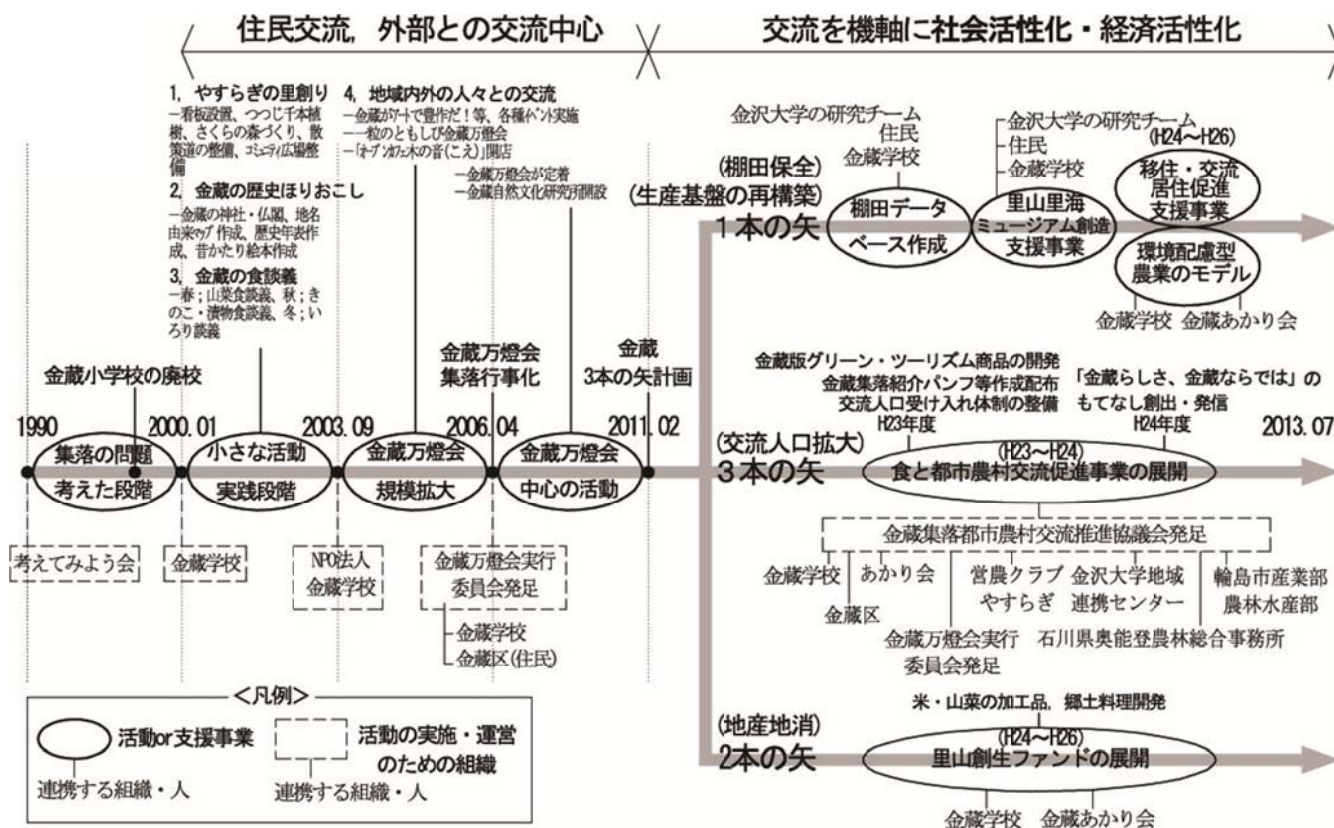 住民交流，外部との交流中心
交流を機軸に社会活性化・経済活性化
1，やすらぎの里創り
－看板設置、つつじ千本植
樹、さくらの森づくり、散
策道の整備、コミュティ広場整
備
2，金蔵の歴史ほりおこし
－金蔵の神社・仏閣、地名
由来マップ作成、歴史年表作
成、昔かたり絵本作成
3，金蔵の食談義
－春；山菜食談義、秋；き
のこ・漬物食談義、冬；い
ろり談義
4，地域内外の人々との交流
－金蔵がアートで豊作だ！等、各種イベント実施
－一粒のともしび金蔵万燈会
－「オープンカフェ木の音(こえ)」開店
－金蔵万燈会が定着
－金蔵自然文化研究所開設
金蔵小学校の廃校
金蔵万燈会
集落行事化
金蔵
3本の矢計画
1990
2000.01
2003.09
2006.04
2011.02
2013.07
集落の問題
考えた段階
小さな活動
実践段階
金蔵万燈会
規模拡大
金蔵万燈会
中心の活動
考えてみよう会
金蔵学校
NPO法人
金蔵学校
金蔵万燈会実行
委員会発足
金蔵学校
金蔵区(住民)
(棚田保全)
(生産基盤の再構築)
1本の矢
金沢大学の研究チーム
住民
金蔵学校
棚田データ
ベース作成
金沢大学の研究チーム
住民
金蔵学校
里山里海
ミュージアム創造
支援事業
(H24～H26)
移住・交流
居住促進
支援事業
環境配慮型
農業のモデル
金蔵学校
金蔵あかり会
金蔵版グリーン・ツーリズム商品の開発
金蔵集落紹介パンフ等作成配布
交流人口受け入れ体制の整備
H23年度
「金蔵らしさ、金蔵ならでは」の
もてなし創出・発信
H24年度
(交流人口拡大)
3本の矢
(H23～H24)
食と都市農村交流促進事業の展開
金蔵集落都市農村交流推進協議会発足
金蔵学校
金蔵区
あかり会
金蔵万燈会実行
委員会発足
営農クラブ
やすらぎ
金沢大学地域
連携センター
石川県奥能登農林総合事務所
輪島市産業部
農林水産部
(地産地消)
2本の矢
米・山菜の加工品，郷土料理開発
(H24～H26)
里山創生ファンドの展開
金蔵学校
金蔵あかり会
＜凡例＞
活動or支援事業
連携する組織・人
活動の実施・運営
のための組織
連携する組織・人